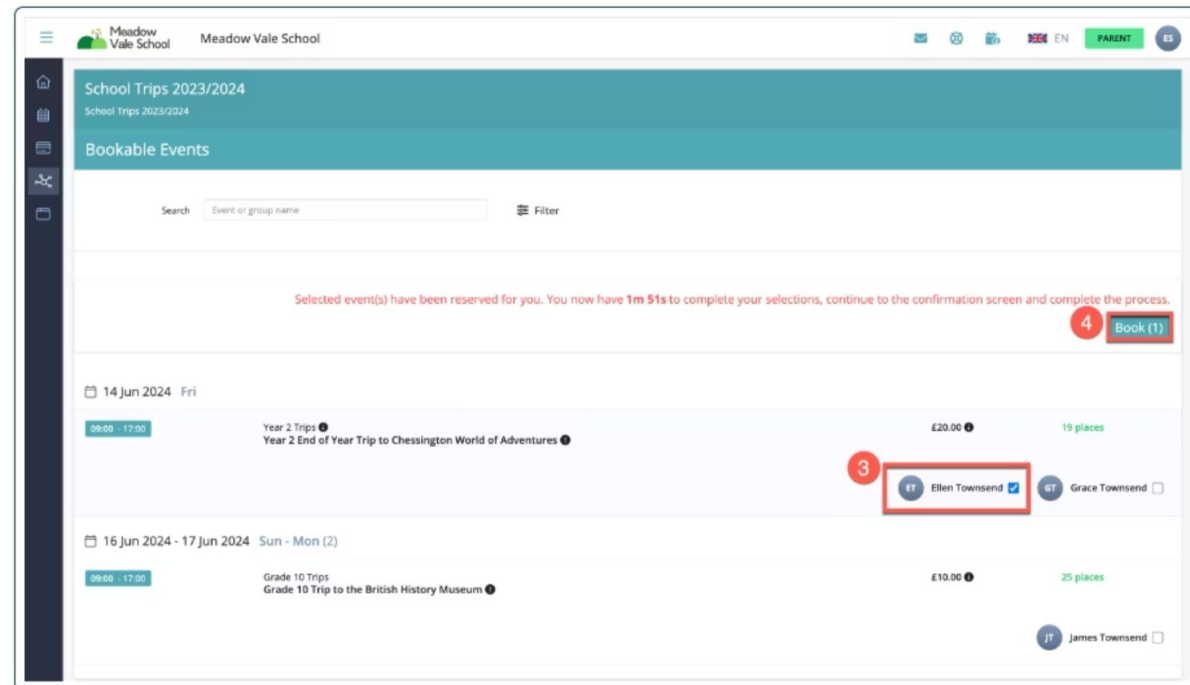 Meadow
Vale School
Meadow Vale School
EN
PARENT
ES
School Trips 2023/2024
School Trips 2023/2024
Bookable Events
Search
Event or group name
Filter
Selected event(s) have been reserved for you. You now have 1m 51s to complete your selections, continue to the confirmation screen and complete the process.
4
Book (1)
14 Jun 2024 Fri
09:00 - 17:00
Year 2 Trips
£20.00
19 places
Year 2 End of Year Trip to Chessington World of Adventures
3
ET Ellen Townsend
GT Grace Townsend
16 Jun 2024 - 17 Jun 2024 Sun - Mon (2)
09:00 - 17:00
Grade 10 Trips
£10.00
25 places
Grade 10 Trip to the British History Museum
JT James Townsend